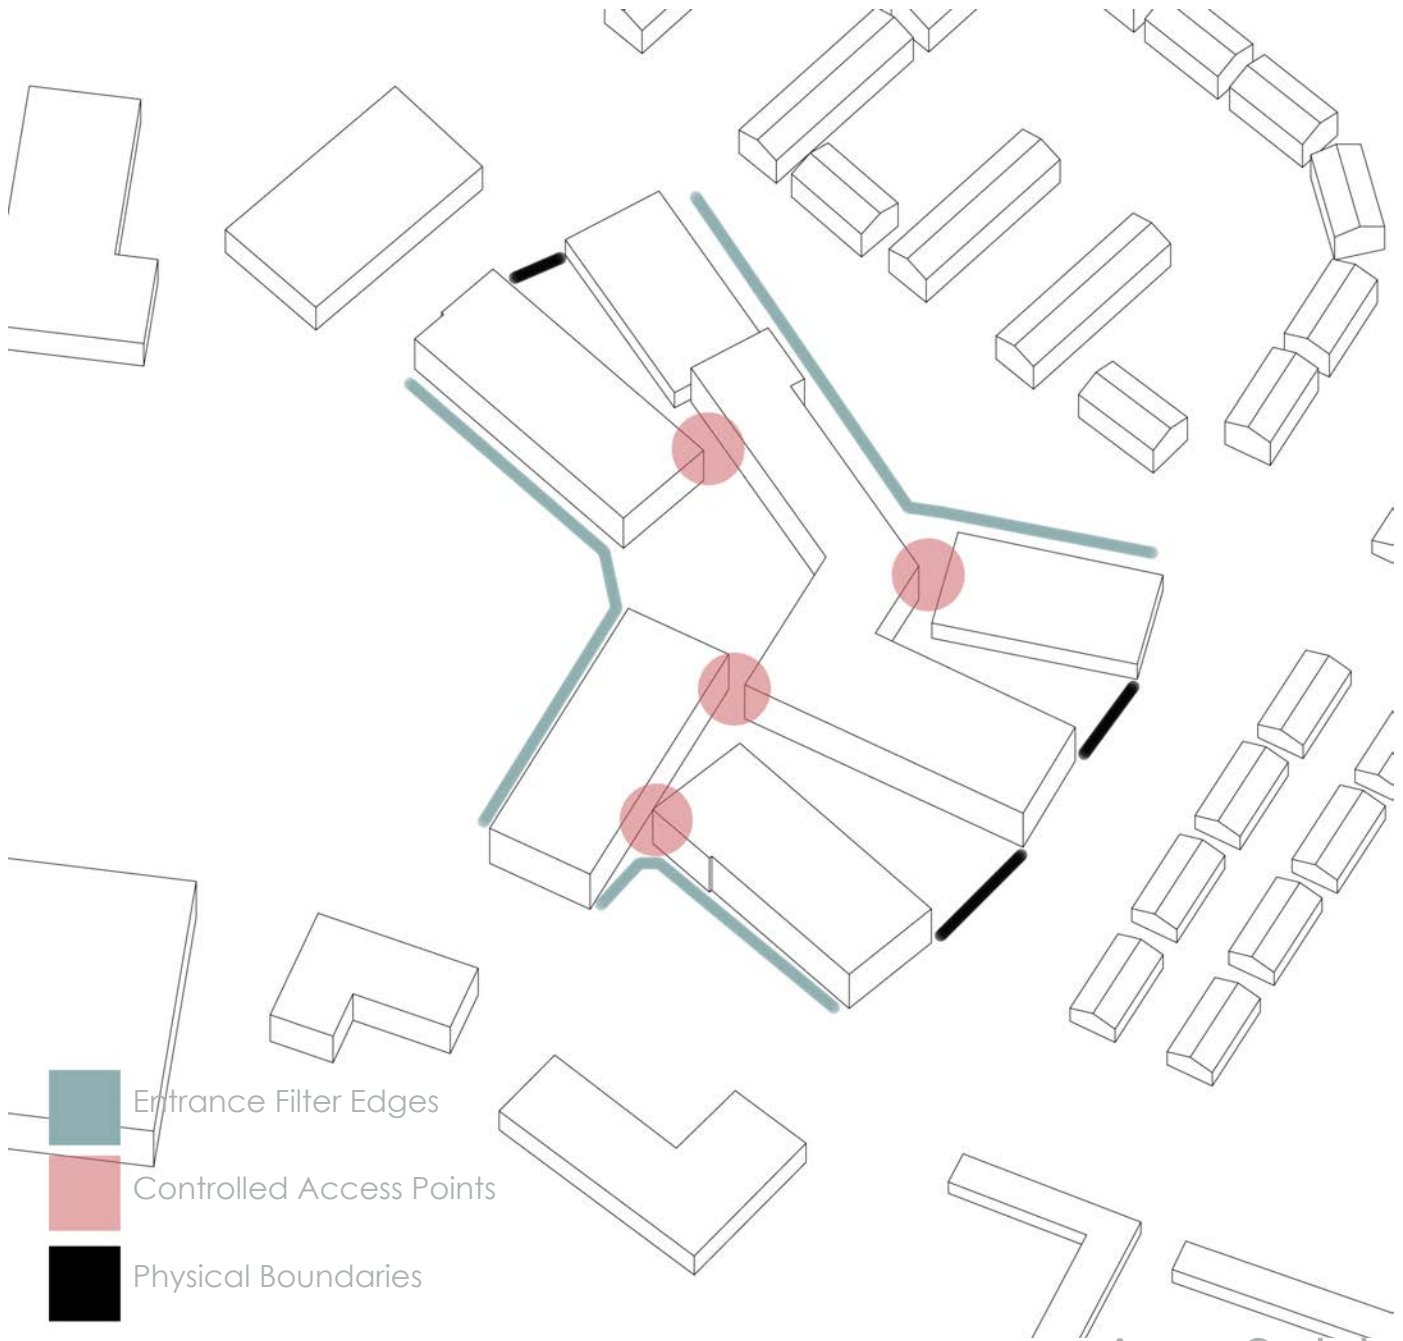 Entrance Filter Edges
Controlled Access Points
Physical Boundaries